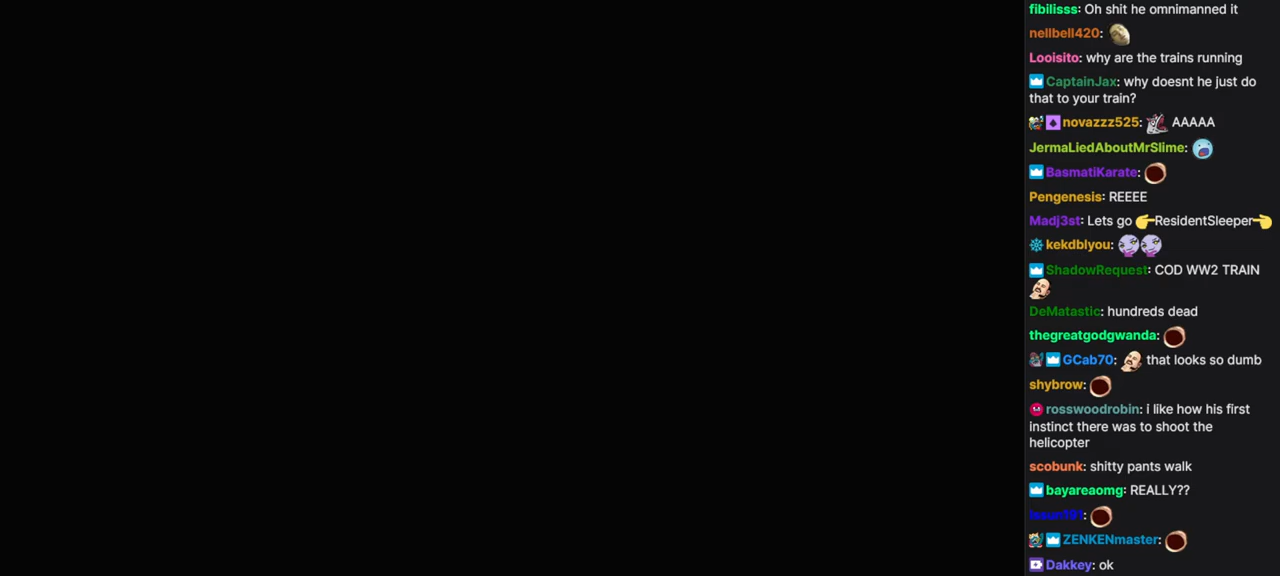 fibilisss: Oh shit he omnimanned it
nellbell420:
Looisito: why are the trains running
CaptainJax: why doesnt he just do
that to your train?
novazzz525: AAAAA
JermaLiedAboutMrSlime:
BasmatiKarate:
Pengenesis: REEEE
Madj3st: Lets go ResidentSleeper
kekdblyou:
ShadowRequest: COD WW2 TRAIN
DeMatastic: hundreds dead
thegreatgodgwanda:
GCab70: that looks so dumb
shybrow:
rosswoodrobin: i like how his first
instinct there was to shoot the
helicopter
scobunk: shitty pants walk
bayareaomg: REALLY??
ZENKENmaster:
Dakkey: ok